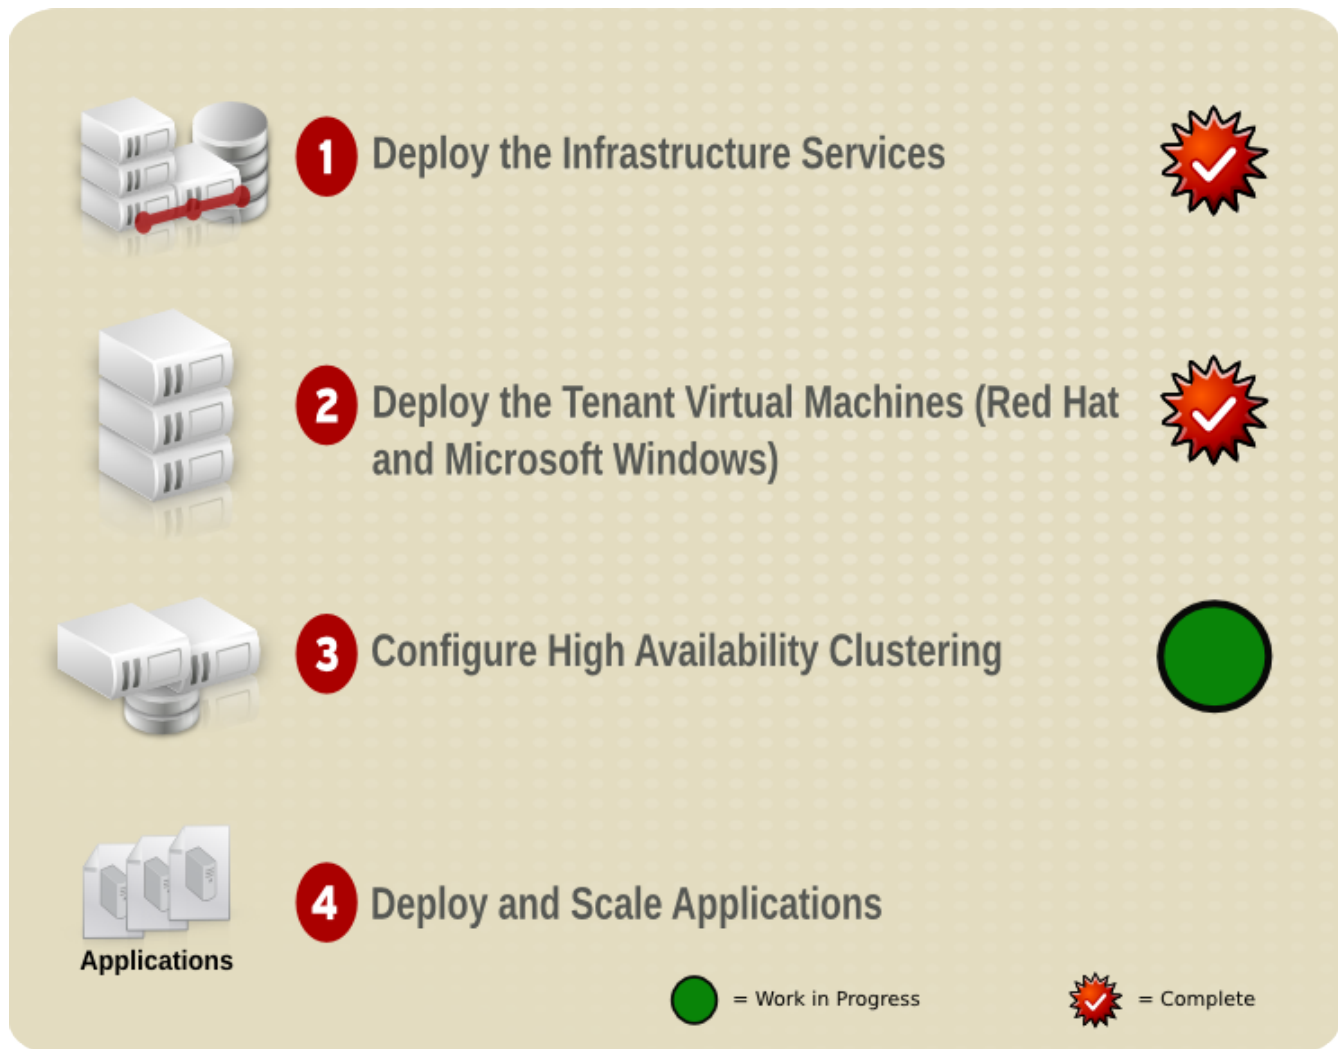 1 Deploy the Infrastructure Services
2 Deploy the Tenant Virtual Machines (Red Hat
and Microsoft Windows)
3 Configure High Availability Clustering
4 Deploy and Scale Applications
Applications
= Work in Progress
= Complete